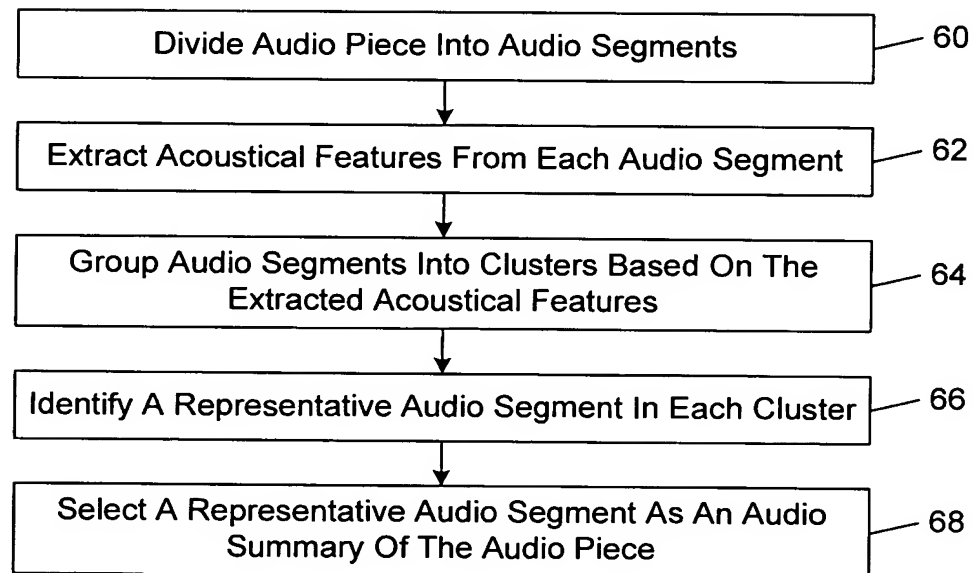 Divide Audio Piece Into Audio Segments
60
Extract Acoustical Features From Each Audio Segment
62
Group Audio Segments Into Clusters Based On The
Extracted Acoustical Features
64
Identify A Representative Audio Segment In Each Cluster
66
Select A Representative Audio Segment As An Audio
Summary Of The Audio Piece
68